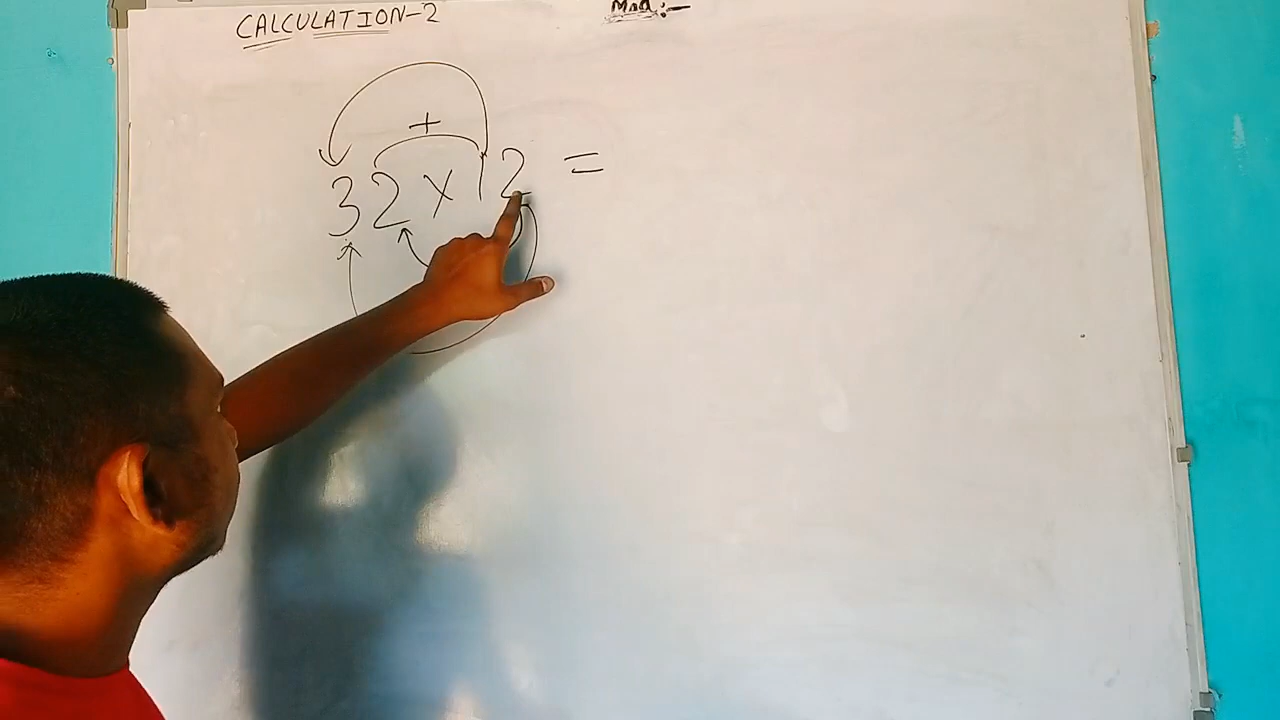 CALCULATION-2
+
32 x 12 =